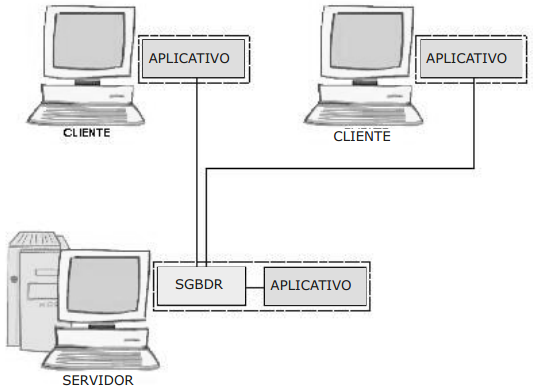 APLICATIVO
APLICATIVO
CLIENTE
CLIENTE
SGBDR
APLICATIVO
SERVIDOR